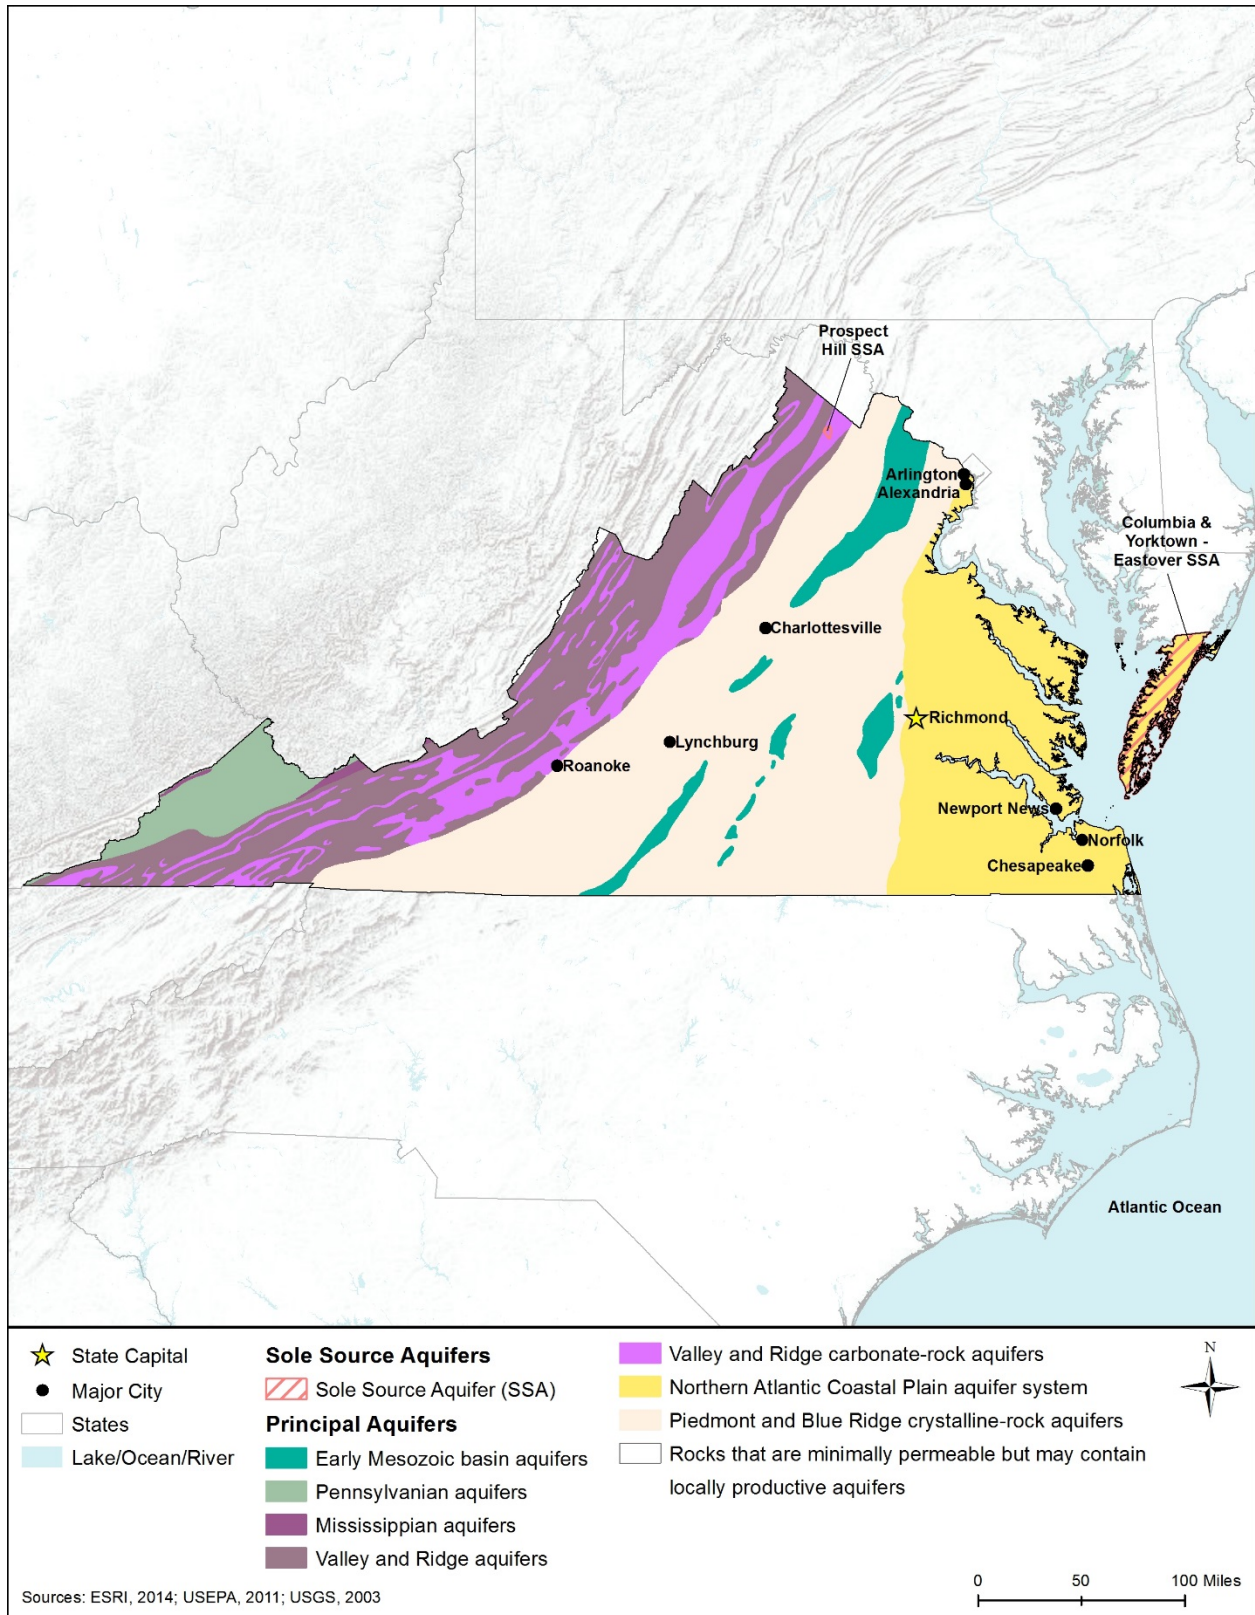 Prospect
Hill SSA
Arlington
Alexandria
Columbia &
Yorktown -
Eastover SSA
Charlottesville
Richmond
Lynchburg
Roanoke
Newport News
Norfolk
Chesapeake
Atlantic Ocean
State Capital
Major City
States
Lake/Ocean/River
Sole Source Aquifers
Sole Source Aquifer (SSA)
Principal Aquifers
Early Mesozoic basin aquifers
Pennsylvanian aquifers
Mississippian aquifers
Valley and Ridge aquifers
Valley and Ridge carbonate-rock aquifers
Northern Atlantic Coastal Plain aquifer system
Piedmont and Blue Ridge crystalline-rock aquifers
Rocks that are minimally permeable but may contain
locally productive aquifers
N
Sources: ESRI, 2014; USEPA, 2011; USGS, 2003
0 50 100 Miles